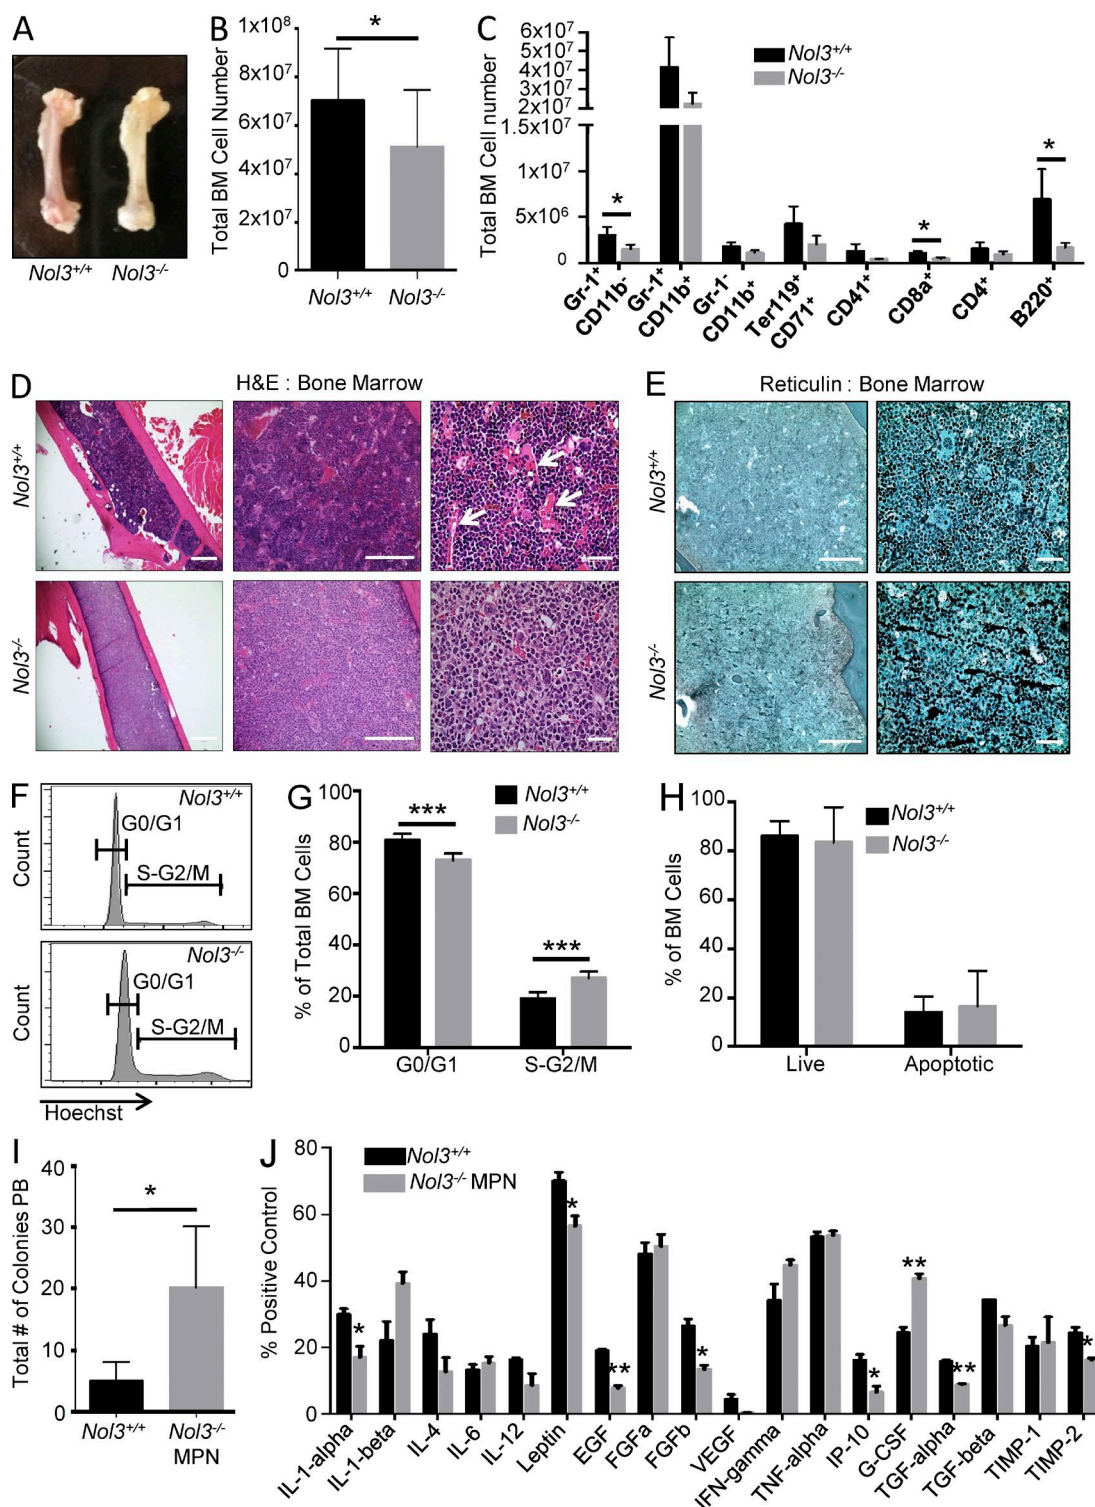 A
Nol3+/+ Nol3-/-
B
Total BM Cell Number
1x10⁸
8x10⁷
6x10⁷
4x10⁷
2x10⁷
0
*
Nol3+/+ Nol3-/-
C
Total BM Cell number
6x10⁷
5x10⁷
4x10⁷
3x10⁷
2x10⁷
1.5x10⁷
1x10⁷
5x10⁶
0
Nol3+/+
Nol3-/-
* * *
Gr-1⁺ CD11b⁻
Gr-1⁺ CD11b⁺
Gr-1⁻ CD11b⁺
Ter119⁺ CD71⁺
CD41⁺
CD8a⁺
CD4⁺
B220⁺
D
H&E : Bone Marrow
Nol3+/+
Nol3-/-
E
Reticulin : Bone Marrow
Nol3+/+
Nol3-/-
F
Nol3+/+
Count
G0/G1
S-G2/M
Nol3-/-
Count
G0/G1
S-G2/M
Hoechst
G
% of Total BM Cells
100
80
60
40
20
0
Nol3+/+
Nol3-/-
***
***
G0/G1 S-G2/M
H
% of BM Cells
100
80
60
40
20
0
Nol3+/+
Nol3-/-
Live Apoptotic
I
Total # of Colonies PB
40
30
20
10
0
*
Nol3+/+ Nol3-/-
MPN
J
% Positive Control
80
60
40
20
0
Nol3+/+
Nol3-/- MPN
* * ** * * ** ** *
IL-1-alpha
IL-1-beta
IL-4
IL-6
IL-12
Leptin
EGF
FGFa
FGFb
VEGF
IFN-gamma
TNF-alpha
IP-10
G-CSF
TGF-alpha
TGF-beta
TIMP-1
TIMP-2